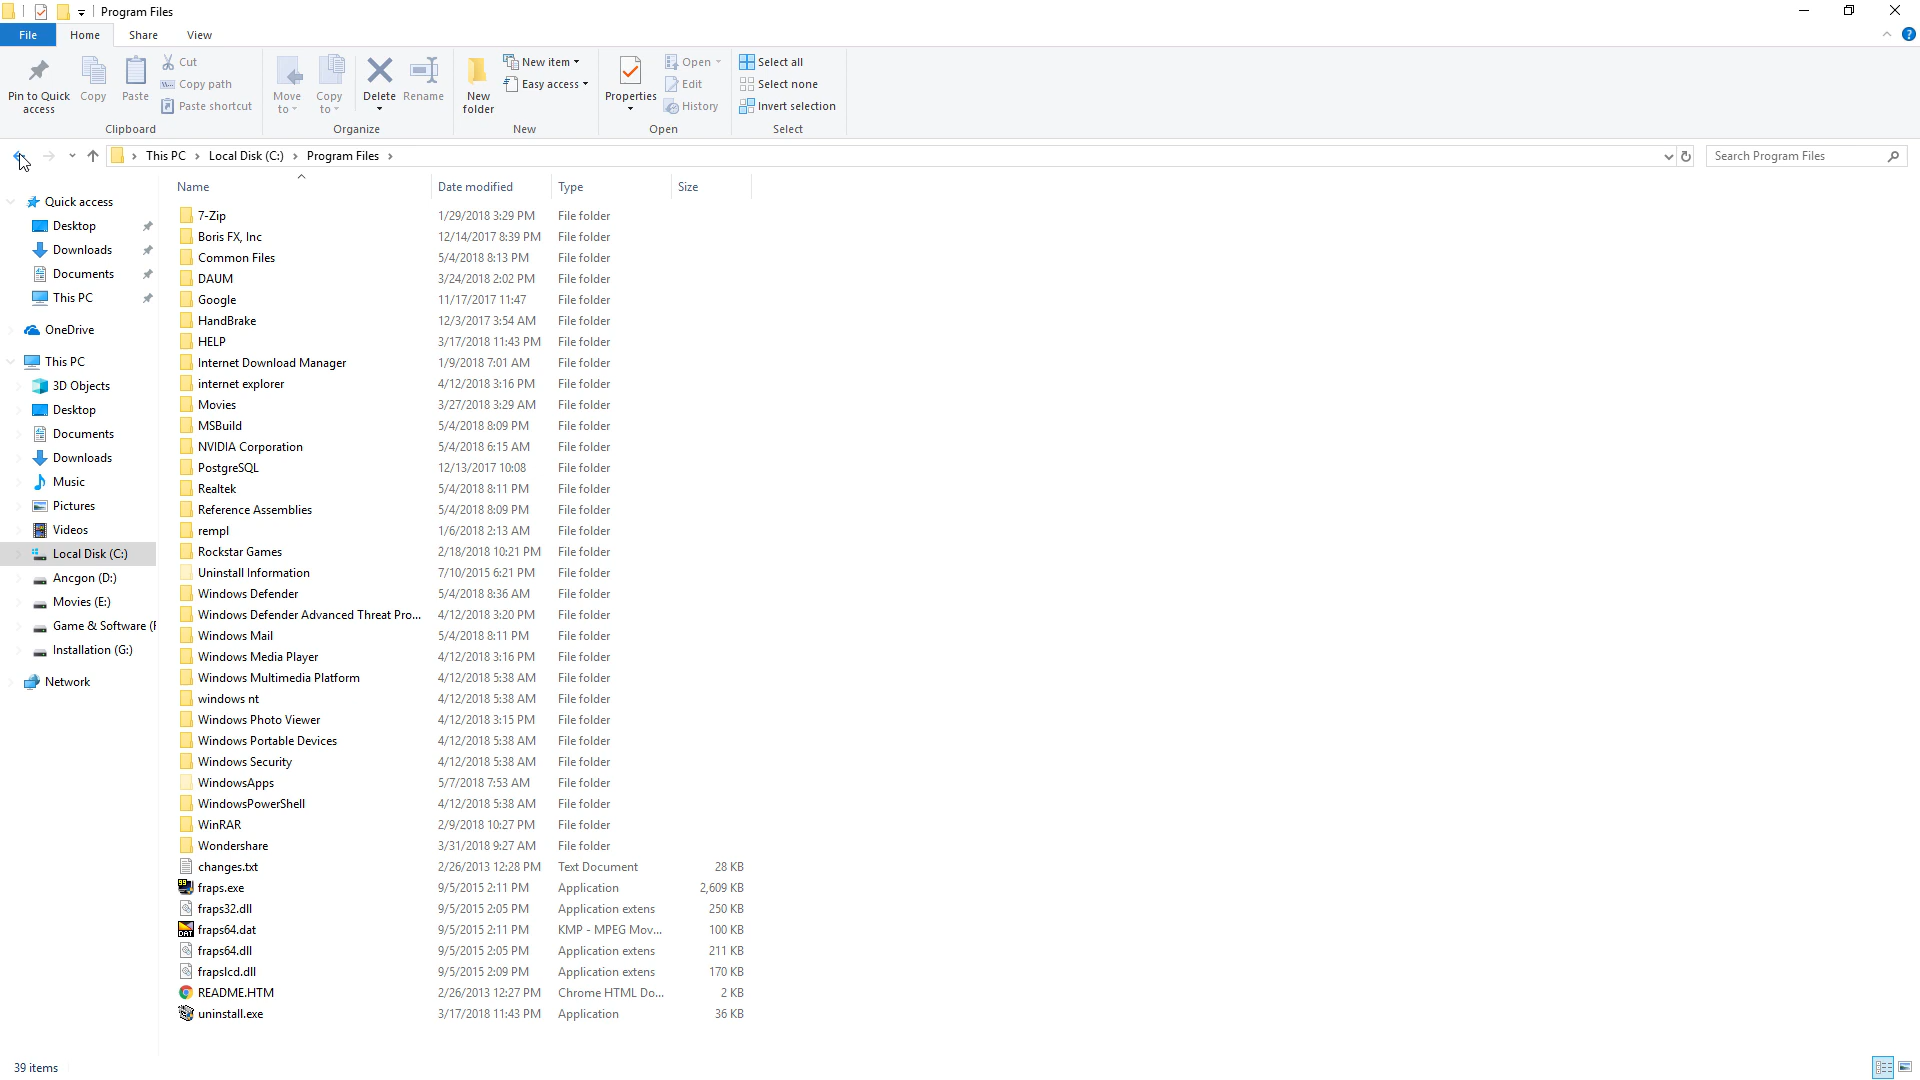 Program Files
File Home Share View
Pin to Quick access
Copy
Paste
Cut
Copy path
Paste shortcut
Clipboard
Move to
Copy to
Delete
Rename
Organize
New folder
New item
Easy access
New
Properties
Open
Edit
History
Open
Select all
Select none
Invert selection
Select
This PC Local Disk (C:) Program Files
Search Program Files
Quick access
Desktop
Downloads
Documents
This PC
OneDrive
This PC
3D Objects
Desktop
Documents
Downloads
Music
Pictures
Videos
Local Disk (C:)
Ancgon (D:)
Movies (E:)
Game & Software (F
Installation (G:)
Network
Name Date modified Type Size
7-Zip 1/29/2018 3:29 PM File folder
Boris FX, Inc 12/14/2017 8:39 PM File folder
Common Files 5/4/2018 8:13 PM File folder
DAUM 3/24/2018 2:02 PM File folder
Google 11/17/2017 11:47 File folder
HandBrake 12/3/2017 3:54 AM File folder
HELP 3/17/2018 11:43 PM File folder
Internet Download Manager 1/9/2018 7:01 AM File folder
internet explorer 4/12/2018 3:16 PM File folder
Movies 3/27/2018 3:29 AM File folder
MSBuild 5/4/2018 8:09 PM File folder
NVIDIA Corporation 5/4/2018 6:15 AM File folder
PostgreSQL 12/13/2017 10:08 File folder
Realtek 5/4/2018 8:11 PM File folder
Reference Assemblies 5/4/2018 8:09 PM File folder
rempl 1/6/2018 2:13 AM File folder
Rockstar Games 2/18/2018 10:21 PM File folder
Uninstall Information 7/10/2015 6:21 PM File folder
Windows Defender 5/4/2018 8:36 AM File folder
Windows Defender Advanced Threat Pro... 4/12/2018 3:20 PM File folder
Windows Mail 5/4/2018 8:11 PM File folder
Windows Media Player 4/12/2018 3:16 PM File folder
Windows Multimedia Platform 4/12/2018 5:38 AM File folder
windows nt 4/12/2018 5:38 AM File folder
Windows Photo Viewer 4/12/2018 3:15 PM File folder
Windows Portable Devices 4/12/2018 5:38 AM File folder
Windows Security 4/12/2018 5:38 AM File folder
WindowsApps 5/7/2018 7:53 AM File folder
WindowsPowerShell 4/12/2018 5:38 AM File folder
WinRAR 2/9/2018 10:27 PM File folder
Wondershare 3/31/2018 9:27 AM File folder
changes.txt 2/26/2013 12:28 PM Text Document 28 KB
fraps.exe 9/5/2015 2:11 PM Application 2,609 KB
fraps32.dll 9/5/2015 2:05 PM Application extens 250 KB
fraps64.dat 9/5/2015 2:11 PM KMP - MPEG Mov... 100 KB
fraps64.dll 9/5/2015 2:05 PM Application extens 211 KB
frapslcd.dll 9/5/2015 2:09 PM Application extens 170 KB
README.HTM 2/26/2013 12:27 PM Chrome HTML Do... 2 KB
uninstall.exe 3/17/2018 11:43 PM Application 36 KB
39 items